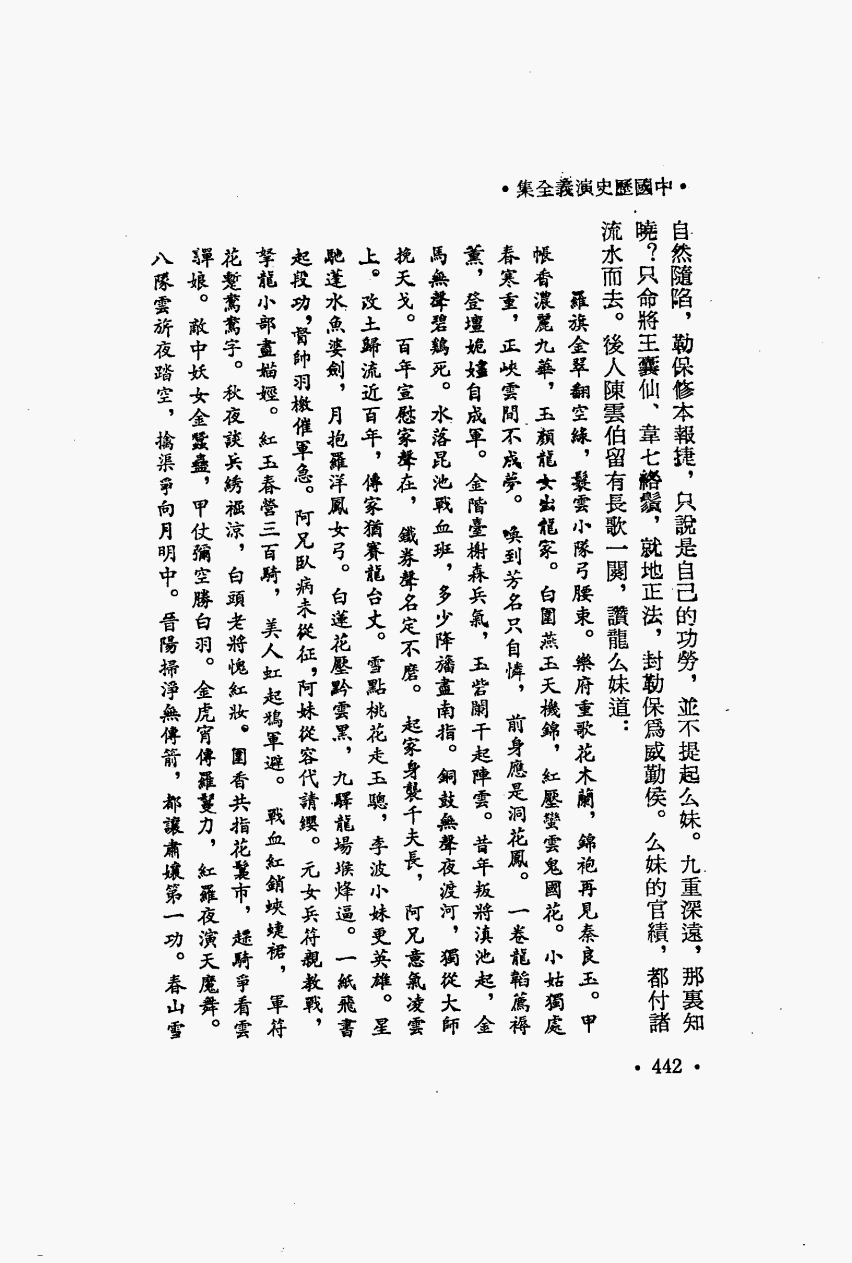 •中國歷史演義全集•
自然隨陷，勒保修本報捷，只說是自己的功勞，並不提起么妹。九重深遠，那裏知
曉？只命將王囊仙、韋七綹鬚，就地正法，封勒保爲威勤侯。么妹的官績，都付諸
流水而去。後人陳雲伯留有長歌一闋，讚龍么妹道：
羅旗金翠翻空綠，鬘雲小隊弓腰束。樂府重歌花木蘭，錦袍再見秦良玉。甲
帳香濃麗九華，玉顏龍女出龍家。白圍燕玉天機錦，紅壓蠻雲鬼國花。小姑獨處
春寒重，正峽雲間不成夢。喚到芳名只自憐，前身應是洞花鳳。一卷龍韜薦褥
薰，登壇姽嫿自成軍。金階臺榭森兵氣，玉砦闌干起陣雲。昔年叛將滇池起，金
馬無聲碧鷄死。水落昆池戰血班，多少降旛畫南指。銅鼓無聲夜渡河，獨從大師
挽天戈。百年宣慰家聲在，鐵券聲名定不磨。起家身襲千夫長，阿兄意氣凌雲
上。改土歸流近百年，傳家猶賽龍台丈。雪點桃花走玉驄，李波小妹更英雄。星
馳蓬水魚婆劍，月抱羅洋鳳女弓。白蓮花壓黔雲黑，九驛龍場堠烽逼。一紙飛書
起段功，督帥羽檄催軍急。阿兄臥病未從征，阿妹從容代請纓。元女兵符親教戰，
拏龍小部畫媌娙。紅玉春營三百騎，美人虹起鴉軍避。戰血紅銷蛺蝶裙，軍符
花鏨鴛鴦字。秋夜談兵綉襏涼，白頭老將愧紅妝。圍香共指花鬘市，趕騎爭看雲
軃娘。敵中妖女金蠶蠱，甲仗彌空勝白羽。金虎宵傳羅鬘力，紅羅夜演天魔舞。
八隊雲旂夜踏空，擒渠爭向月明中。晉陽掃淨無傳箭，都讓肅孃第一功。春山雪
•442•